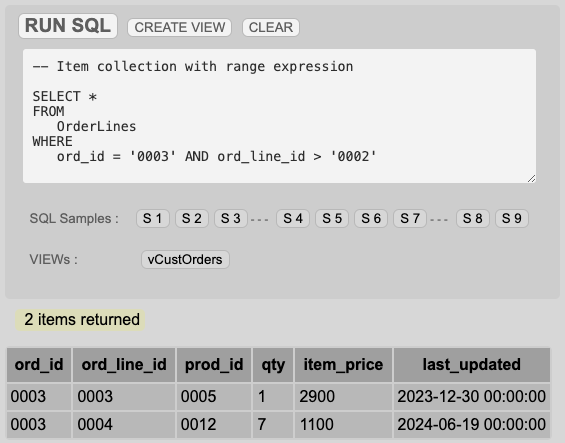 RUN SQL CREATE VIEW CLEAR
-- Item collection with range expression
SELECT *
FROM
OrderLines
WHERE
ord_id = '0003' AND ord_line_id > '0002'
SQL Samples : S 1 S 2 S 3 --- S 4 S 5 S 6 S 7 --- S 8 S 9
VIEWs : vCustOrders
2 items returned
ord_id ord_line_id prod_id qty item_price last_updated
0003 0003 0005 1 2900 2023-12-30 00:00:00
0003 0004 0012 7 1100 2024-06-19 00:00:00